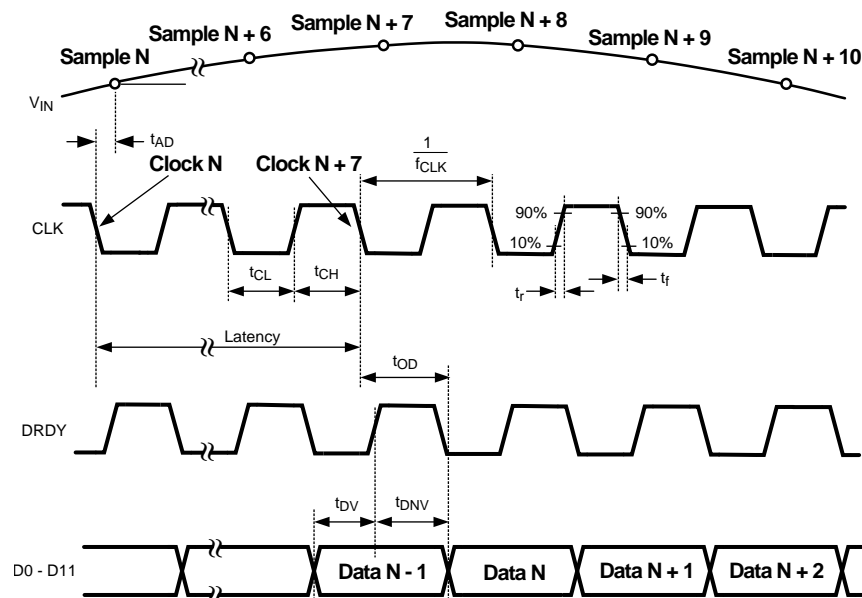 Sample N
Sample N + 6
Sample N + 7
Sample N + 8
Sample N + 9
Sample N + 10
VIN
tAD
Clock N
Clock N + 7
1
fCLK
CLK
90%
10%
90%
10%
tCL
tCH
tr
tf
Latency
tOD
DRDY
tDV
tDNV
D0 - D11
Data N - 1
Data N
Data N + 1
Data N + 2